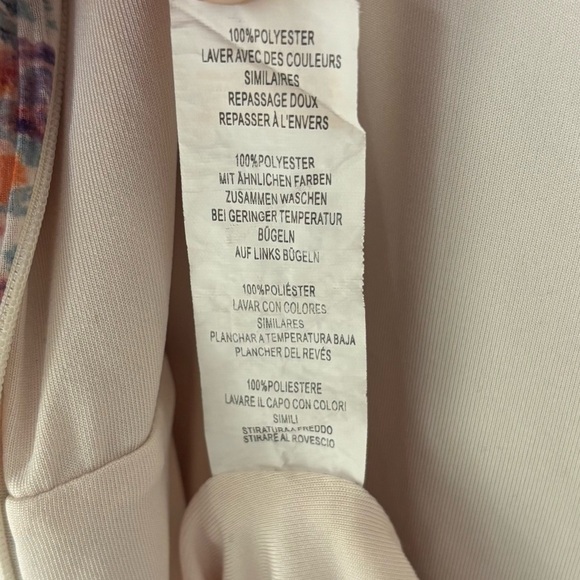 100%POLYESTER
LAVER AVEC DES COULEURS
SIMILAIRES
REPASSAGE DOUX
REPASSER À L'ENVERS
100%POLYESTER
MIT ÄHNLICHEN FARBEN
ZUSAMMEN WASCHEN
BEI GERINGER TEMPERATUR
BÜGELN
AUF LINKS BÜGELN
100%POLIÉSTER
LAVAR CON COLORES
SIMILARES
PLANCHAR A TEMPERATURA BAJA
PLANCHER DEL REVÉS
100%POLIESTERE
LAVARE IL CAPO CON COLORI
SIMILI
STIRATURA A FREDDO
STIRARE AL ROVESCIO